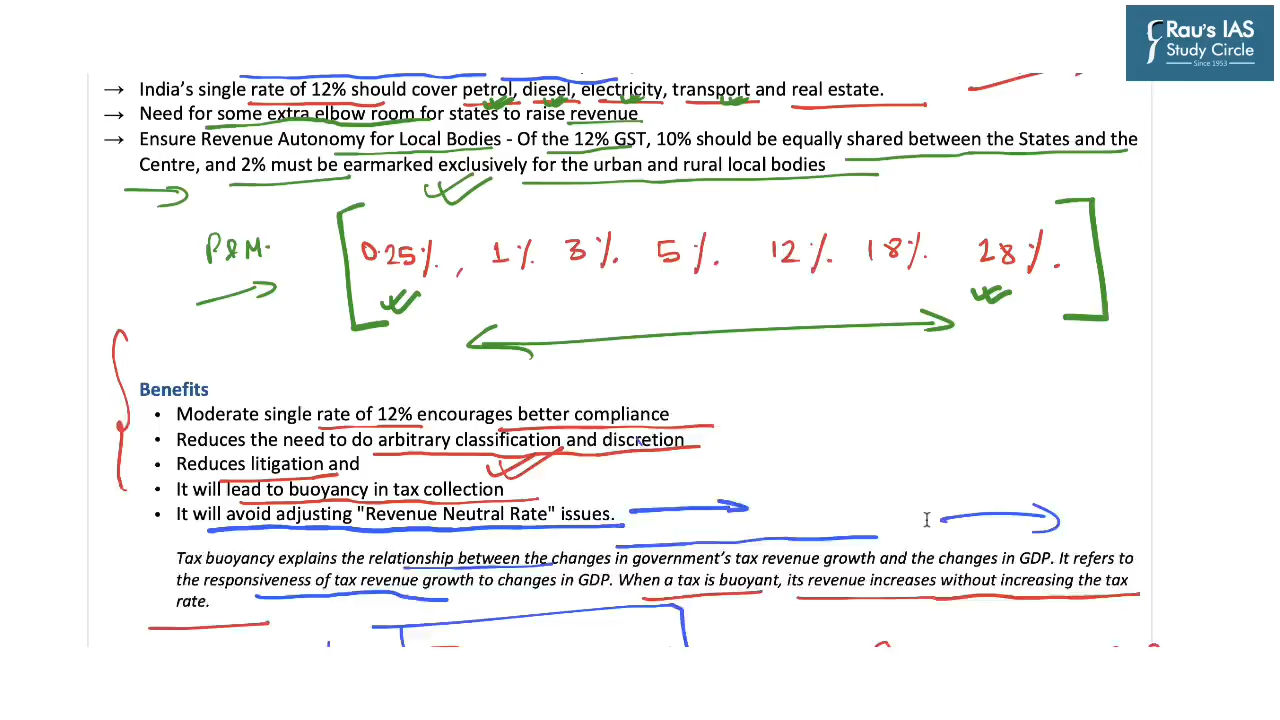 Rau's IAS
Study Circle
Since 1953
→ India's single rate of 12% should cover petrol, diesel, electricity, transport and real estate.
→ Need for some extra elbow room for states to raise revenue
→ Ensure Revenue Autonomy for Local Bodies - Of the 12% GST, 10% should be equally shared between the States and the
Centre, and 2% must be earmarked exclusively for the urban and rural local bodies
0.25%, 1% 3%. 5%. 12%. 18%. 28%.
Benefits
• Moderate single rate of 12% encourages better compliance
• Reduces the need to do arbitrary classification and discretion
• Reduces litigation and
• It will lead to buoyancy in tax collection
• It will avoid adjusting "Revenue Neutral Rate" issues.
Tax buoyancy explains the relationship between the changes in government's tax revenue growth and the changes in GDP. It refers to
the responsiveness of tax revenue growth to changes in GDP. When a tax is buoyant, its revenue increases without increasing the tax
rate.